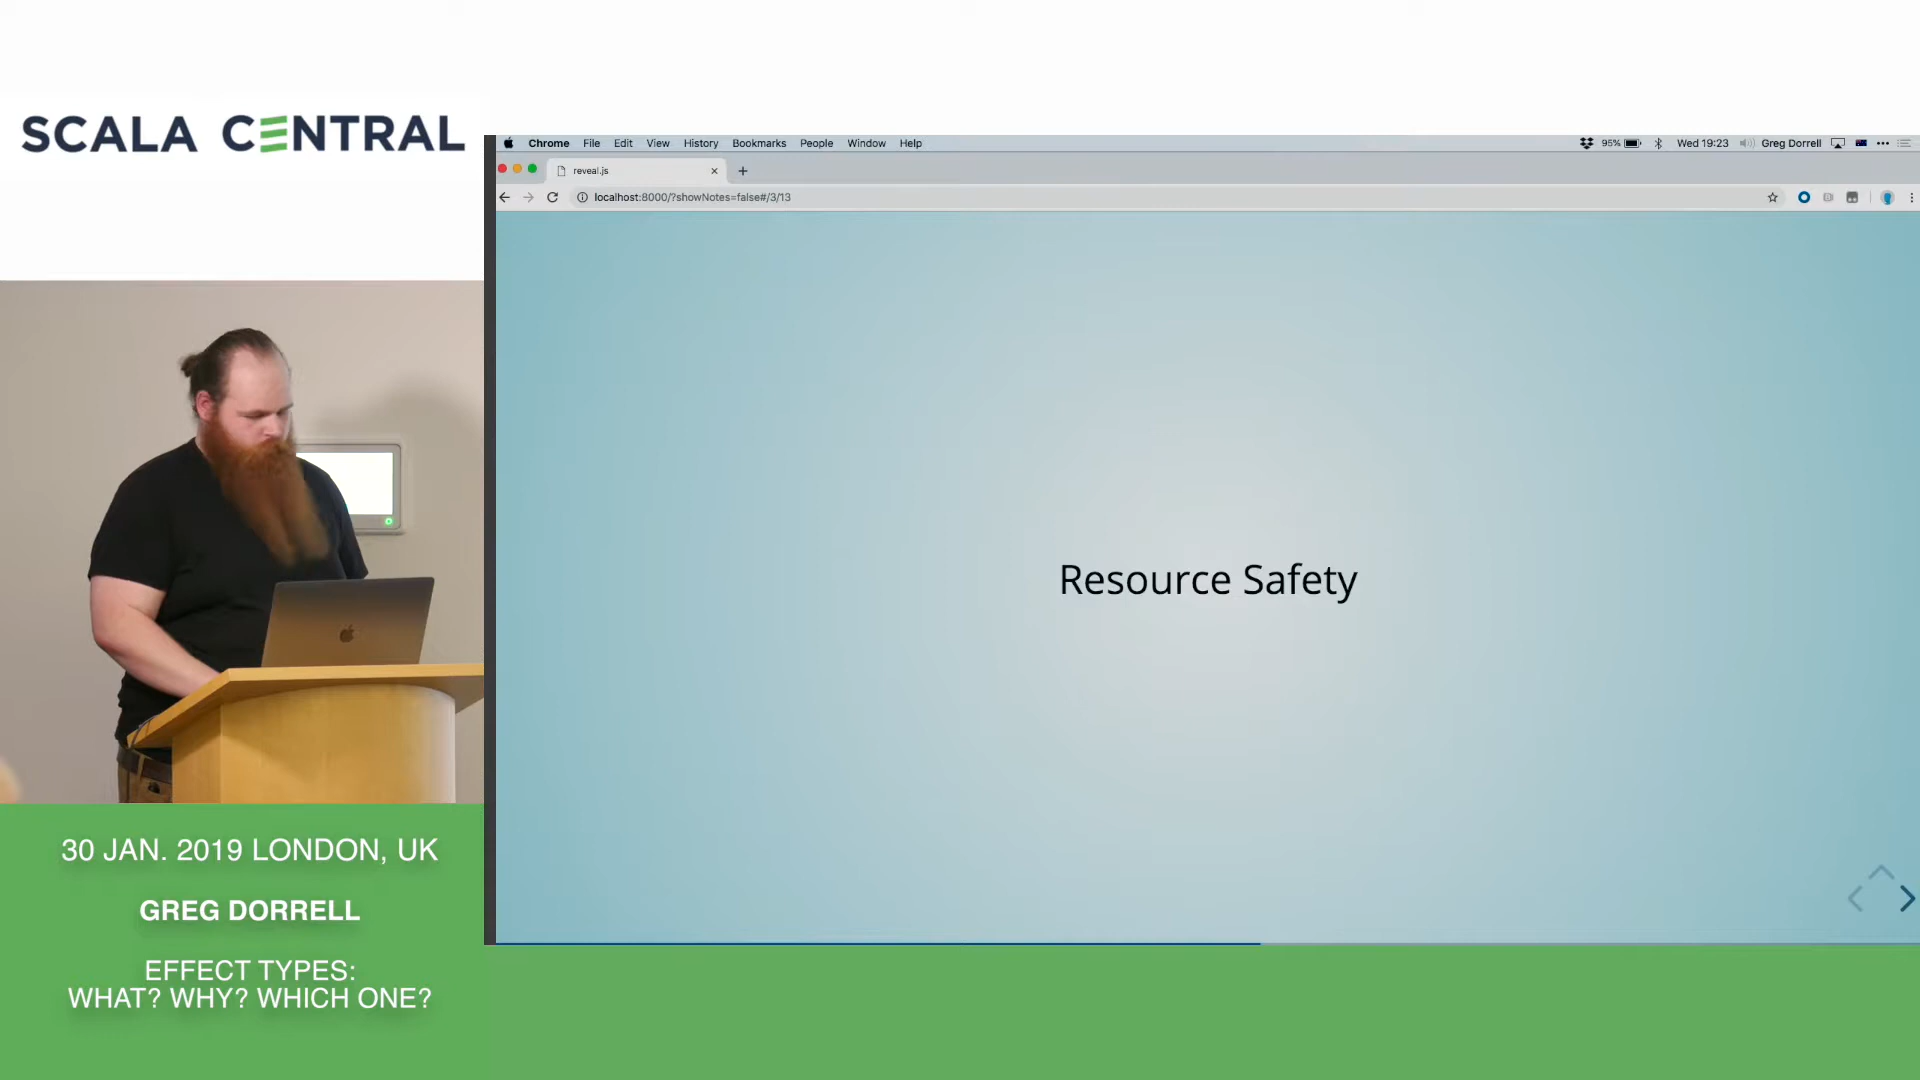 SCALA CENTRAL
Chrome File Edit View History Bookmarks People Window Help
95% Wed 19:23 Greg Dorrell
reveal.js
localhost:8000/?showNotes=false#/3/13
Resource Safety
30 JAN. 2019 LONDON, UK
GREG DORRELL
EFFECT TYPES:
WHAT? WHY? WHICH ONE?